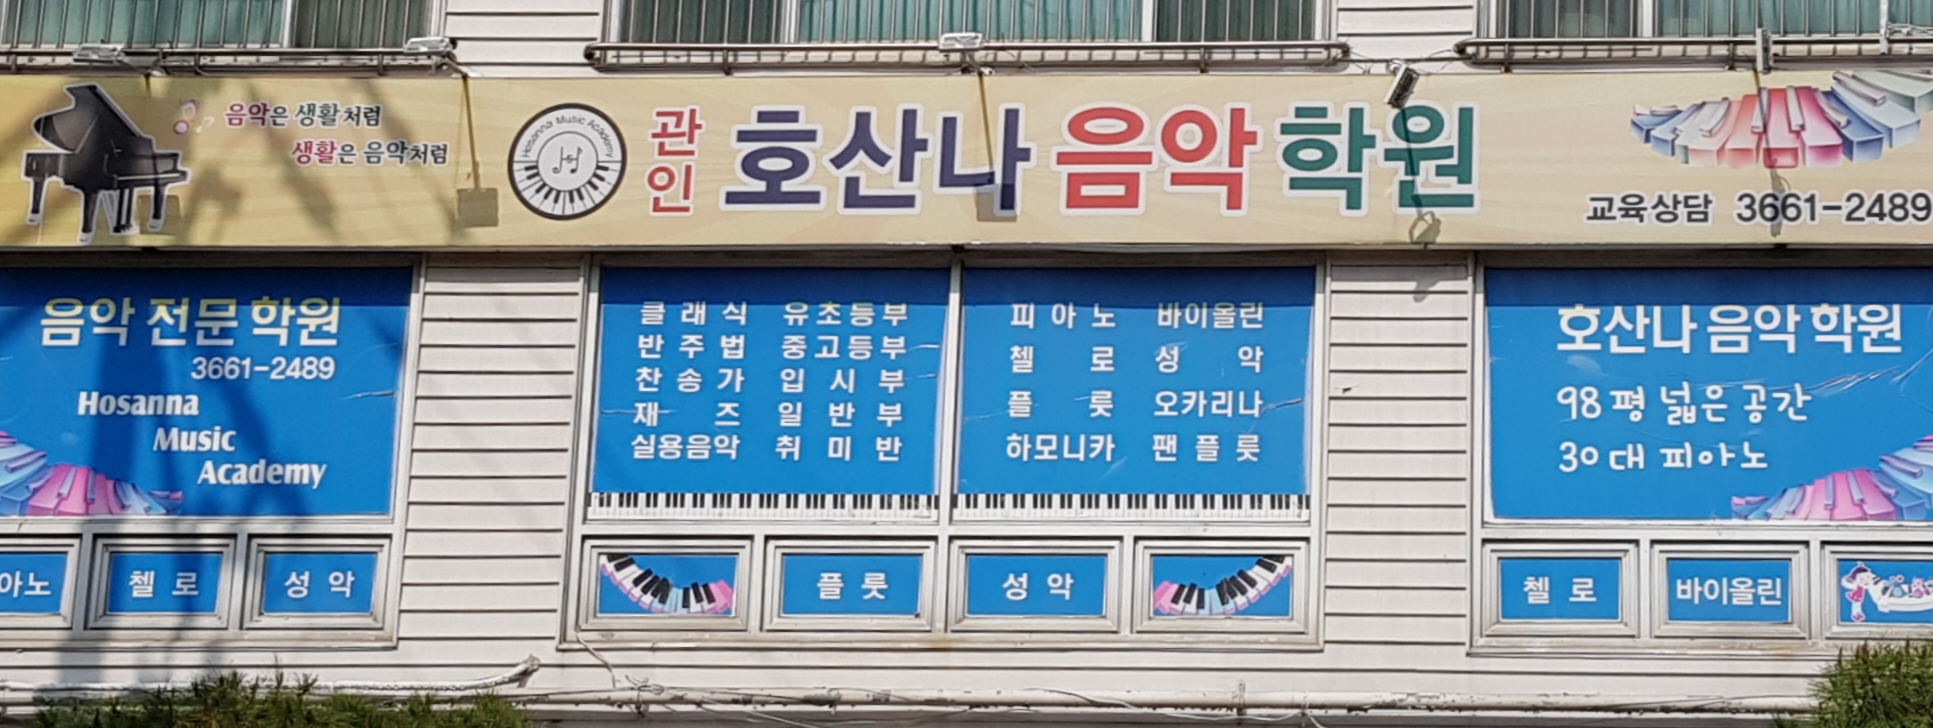 음악은 생활처럼
생활은 음악처럼
Hosanna Music Academy
관인
호산나 음악 학원
교육상담 3661-2489
음악 전문 학원
3661-2489
Hosanna
Music
Academy
클래식 유초등부
반주법 중고등부
찬송가 입시부
재즈 일반부
실용음악 취미반
피아노 바이올린
첼로 성악
플룻 오카리나
하모니카 팬플룻
호산나 음악 학원
98평 넓은 공간
30대 피아노
아노
첼로
성악
플룻
성악
첼로
바이올린